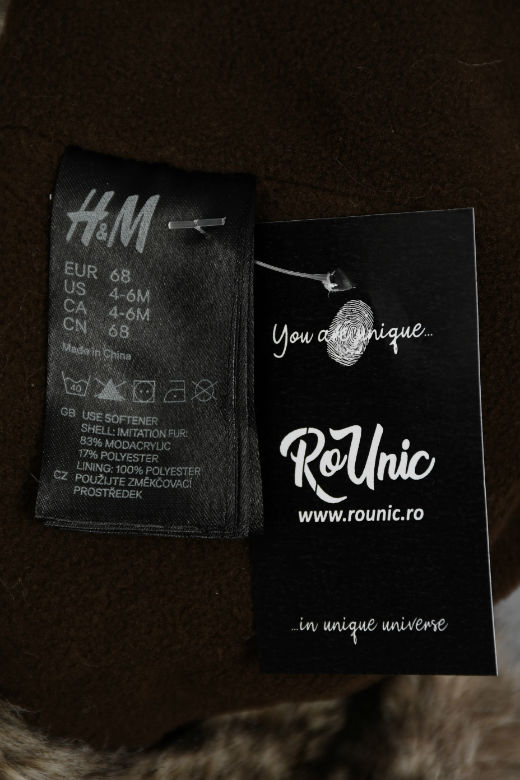 H&M
EUR 68
US 4-6M
CA 4-6M
CN 68
Made in China
40
GB USE SOFTENER
SHELL: IMITATION FUR:
83% MODACRYLIC
17% POLYESTER
LINING: 100% POLYESTER
CZ POUŽIJTE ZMĚKČOVACÍ
PROSTŘEDEK
You are unique...
RoUnic
www.rounic.ro
...in unique universe